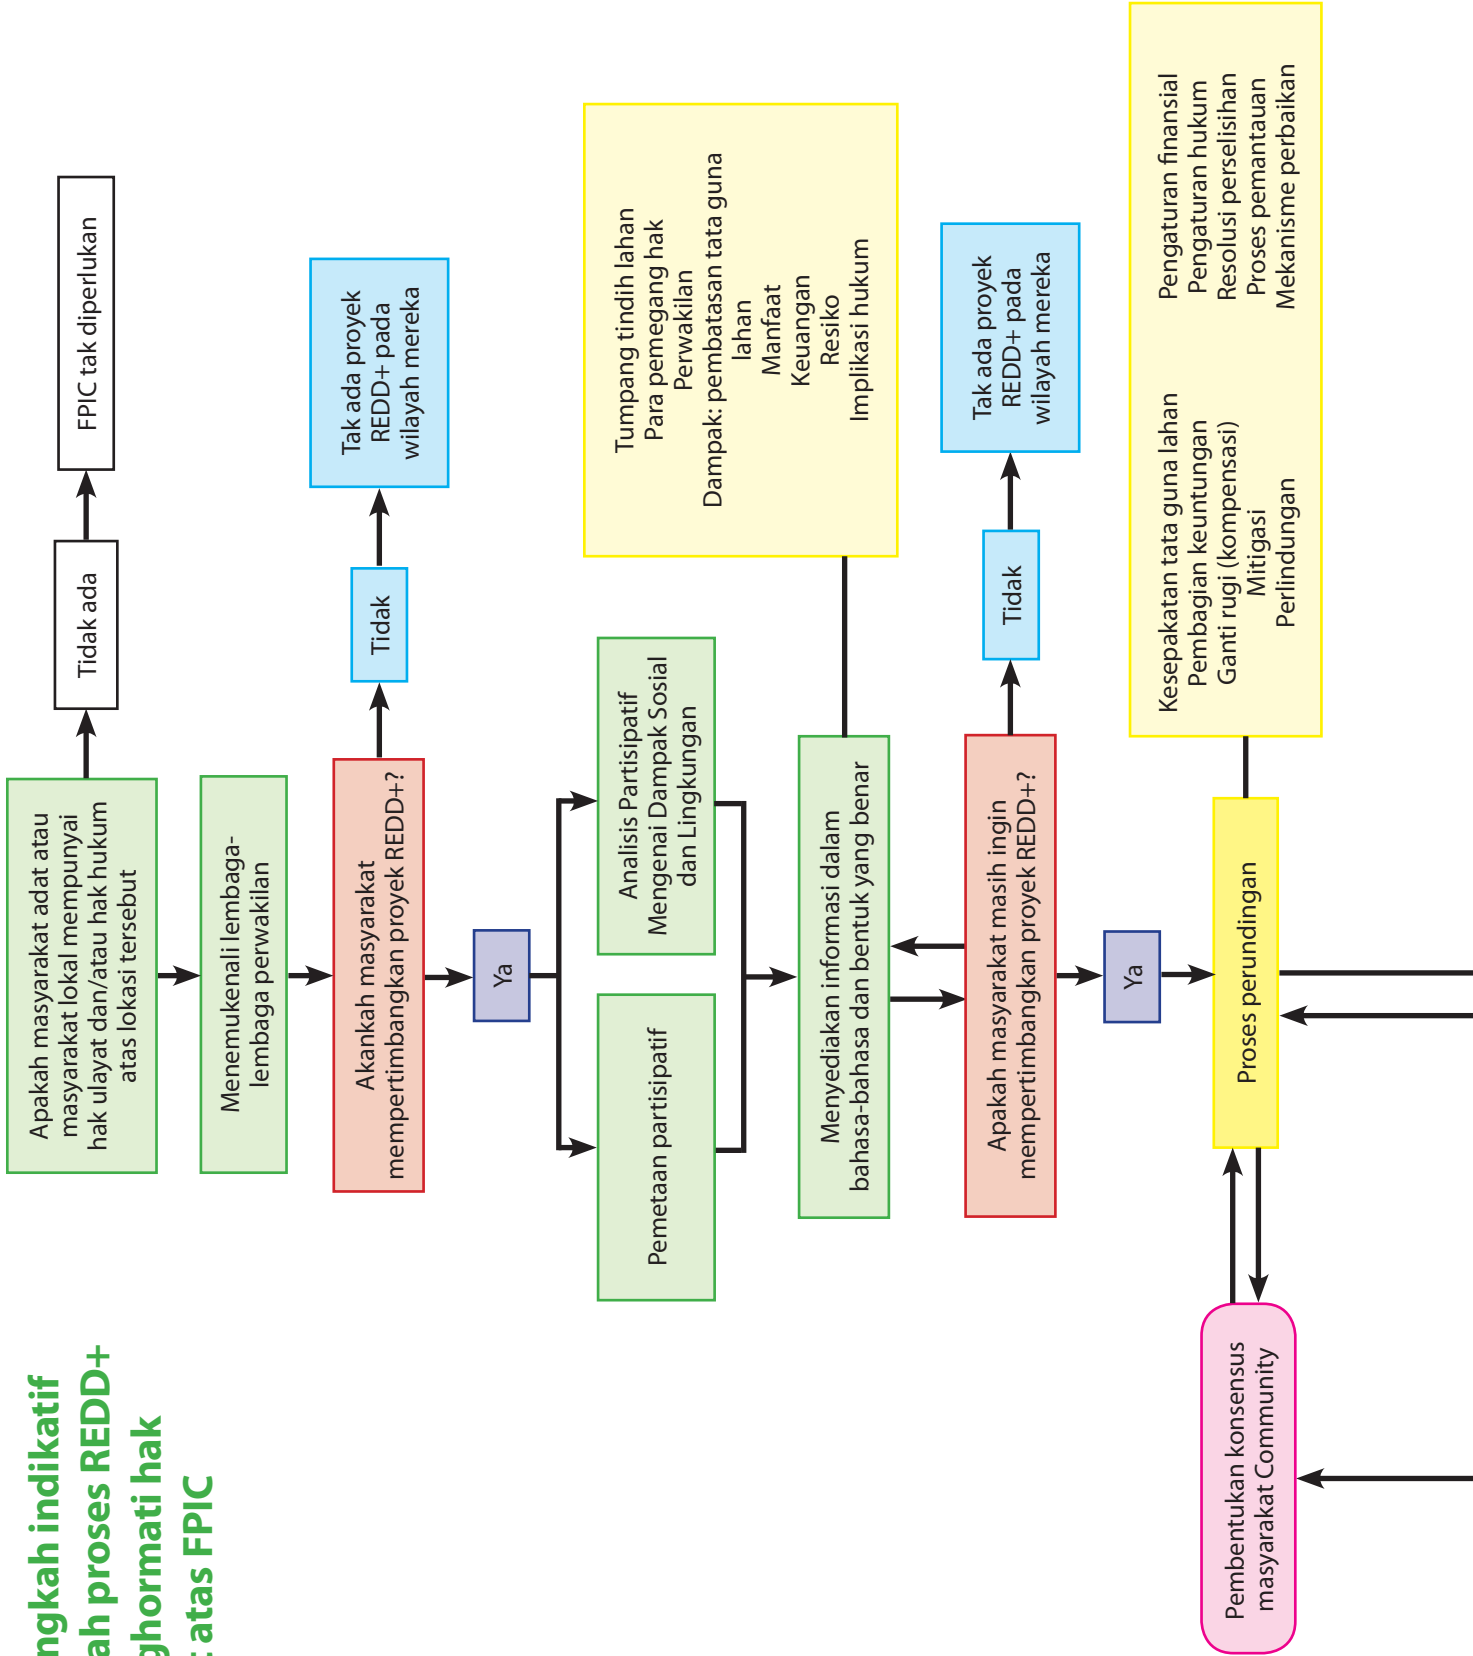 indikatif
proses REDD+
hak
atas FPIC
Apakah masyarakat adat atau
masyarakat lokal mempunyai
hak ulayat dan/atau hak hukum
atas lokasi tersebut
Tidak ada
FPIC tak diperlukan
Menemukenali lembaga-
lembaga perwakilan
Akankah masyarakat
mempertimbangkan proyek REDD+?
Tidak
Tak ada proyek
REDD+ pada
wilayah mereka
Ya
Pemetaan partisipatif
Analisis Partisipatif
Mengenai Dampak Sosial
dan Lingkungan
Menyediakan informasi dalam
bahasa-bahasa dan bentuk yang benar
Tumpang tindih lahan
Para pemegang hak
Perwakilan
Dampak: pembatasan tata guna
lahan
Manfaat
Keuangan
Resiko
Implikasi hukum
Apakah masyarakat masih ingin
mempertimbangkan proyek REDD+?
Tidak
Tak ada proyek
REDD+ pada
wilayah mereka
Ya
Pembentukan konsensus
masyarakat Community
Proses perundingan
Kesepakatan tata guna lahan
Pembagian keuntungan
Ganti rugi (kompensasi)
Mitigasi
Perlindungan
Pengaturan finansial
Pengaturan hukum
Resolusi perselisihan
Proses pemantauan
Mekanisme perbaikan